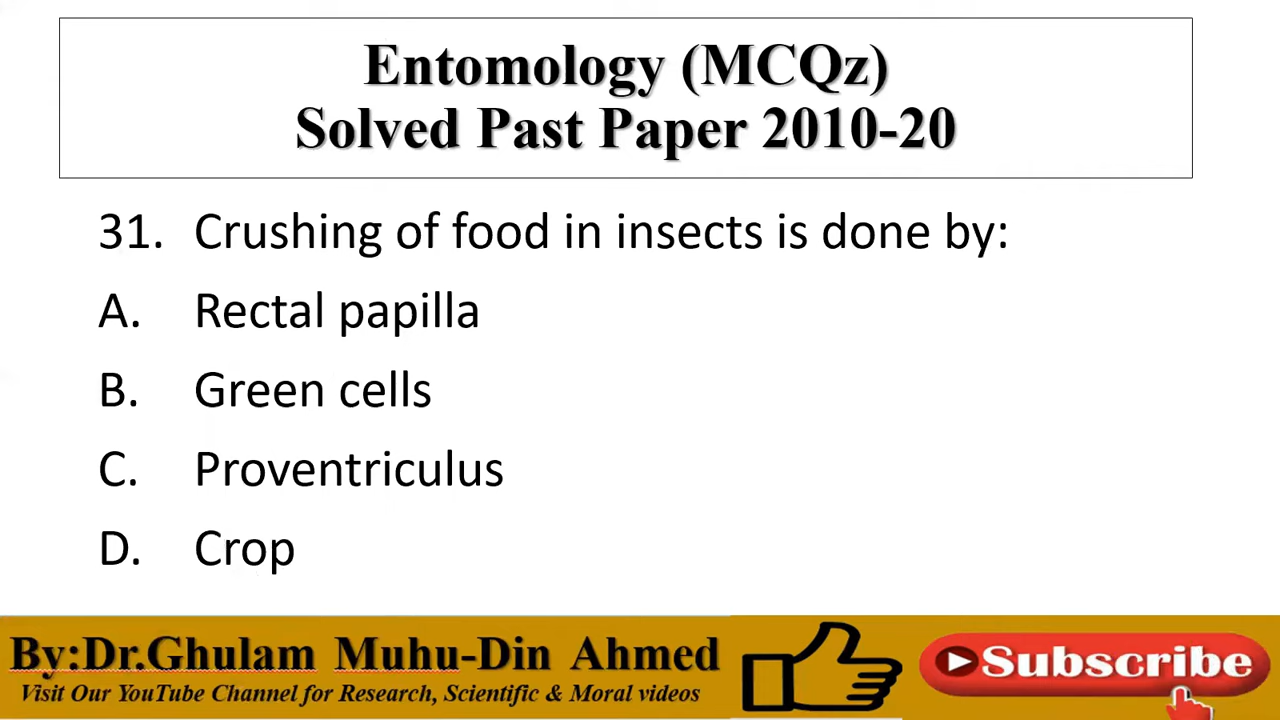 Entomology (MCQz)
Solved Past Paper 2010-20
31. Crushing of food in insects is done by:
A. Rectal papilla
B. Green cells
C. Proventriculus
D. Crop
By:Dr.Ghulam Muhu-Din Ahmed
Visit Our YouTube Channel for Research, Scientific & Moral videos
Subscribe